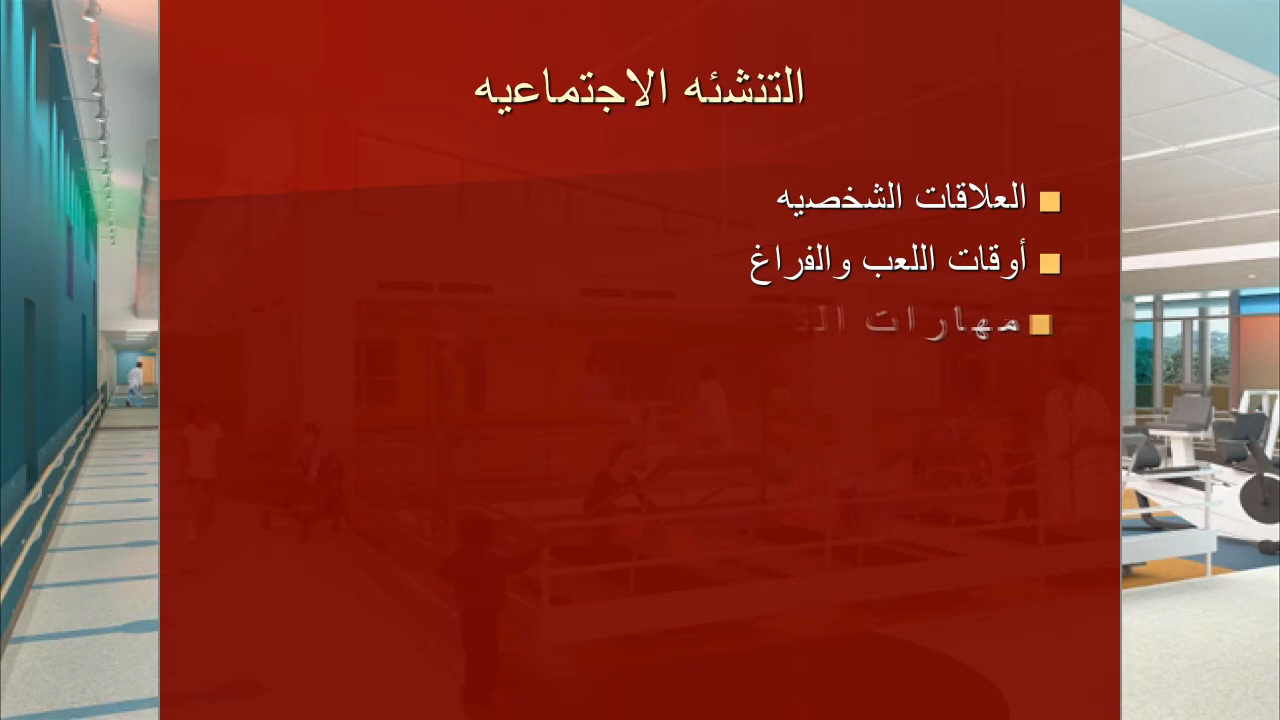 التنشئه الاجتماعيه
العلاقات الشخصيه
أوقات اللعب والفراغ
مهارات